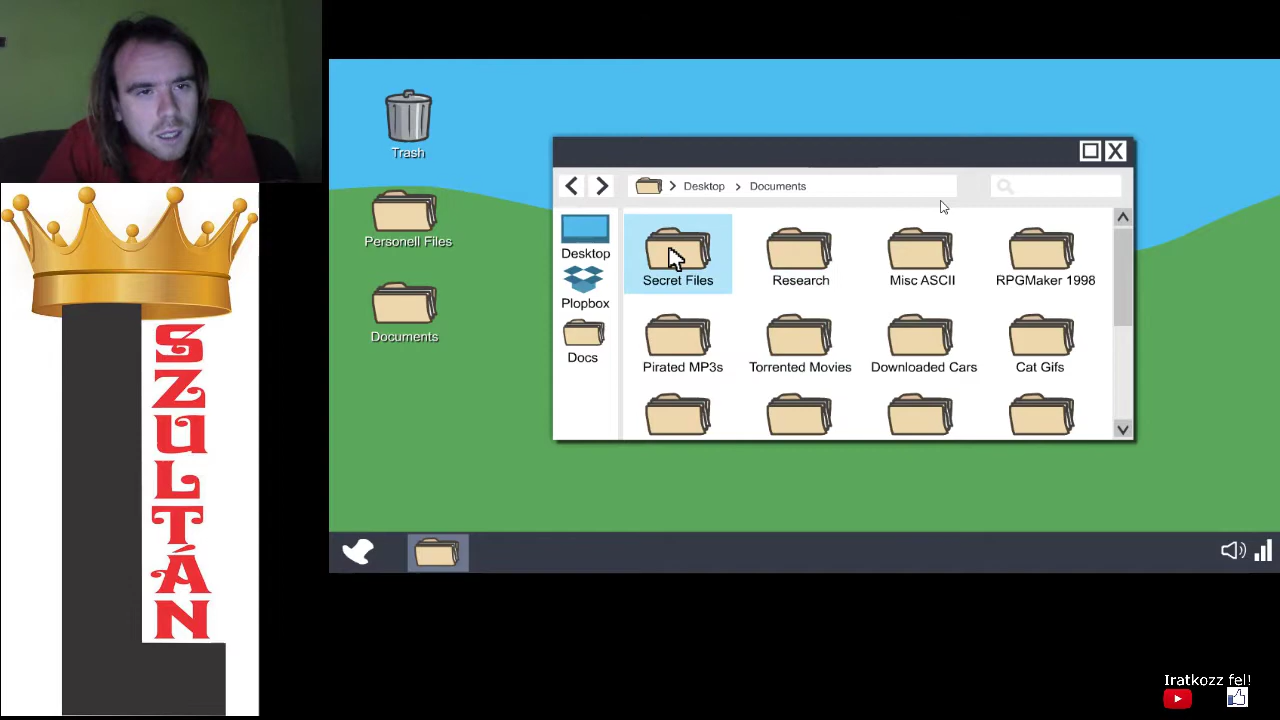 SZULTÁN
L
Trash
Personell Files
Documents
Desktop
Documents
Desktop
Plopbox
Docs
Secret Files
Research
Misc ASCII
RPGMaker 1998
Pirated MP3s
Torrented Movies
Downloaded Cars
Cat Gifs
Iratkozz fel!